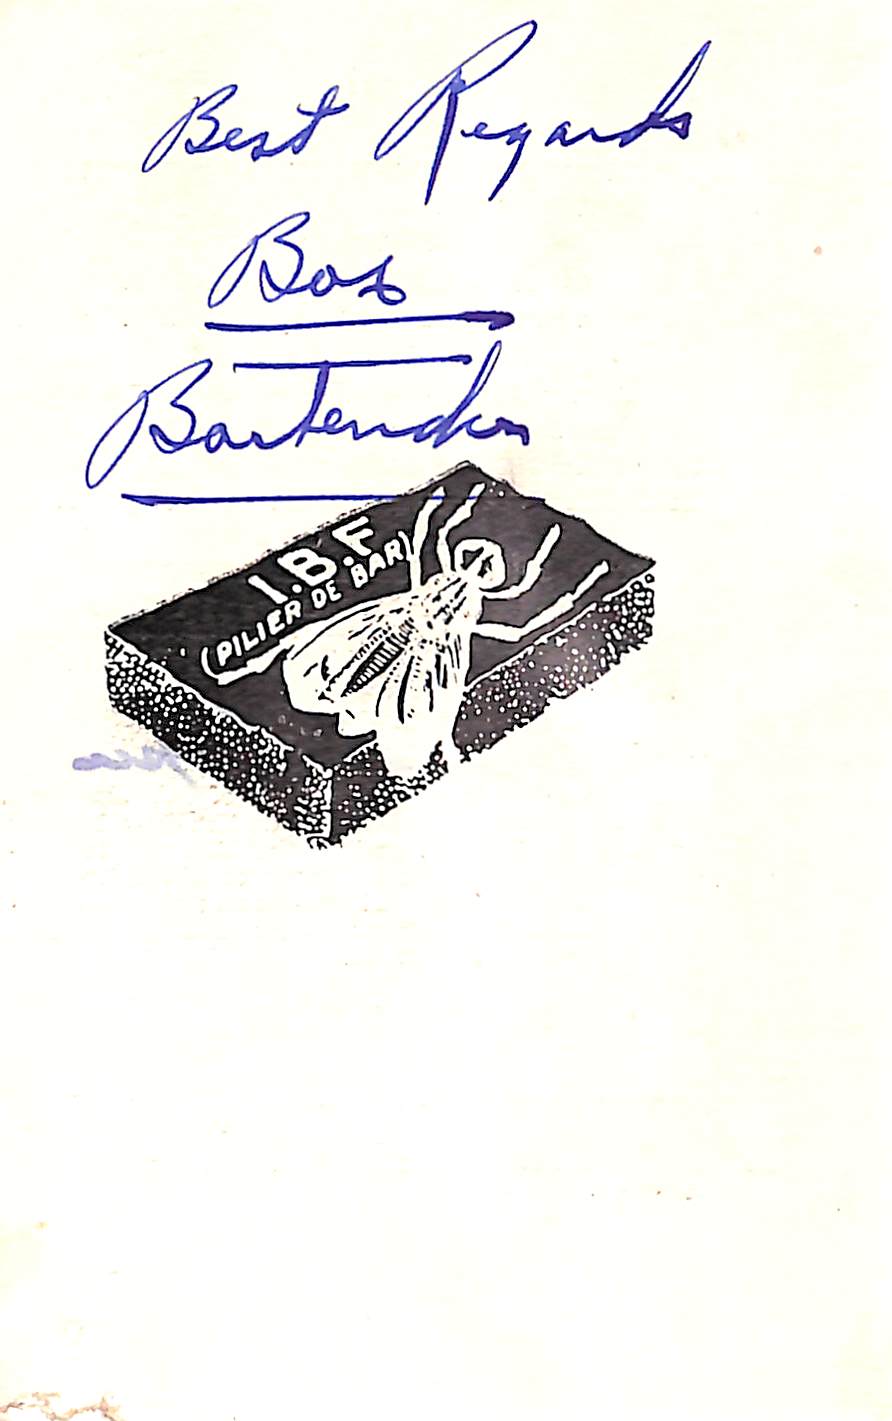 Best Regards
Bob
Bartender
I.B.F
(PILIER DE BAR)